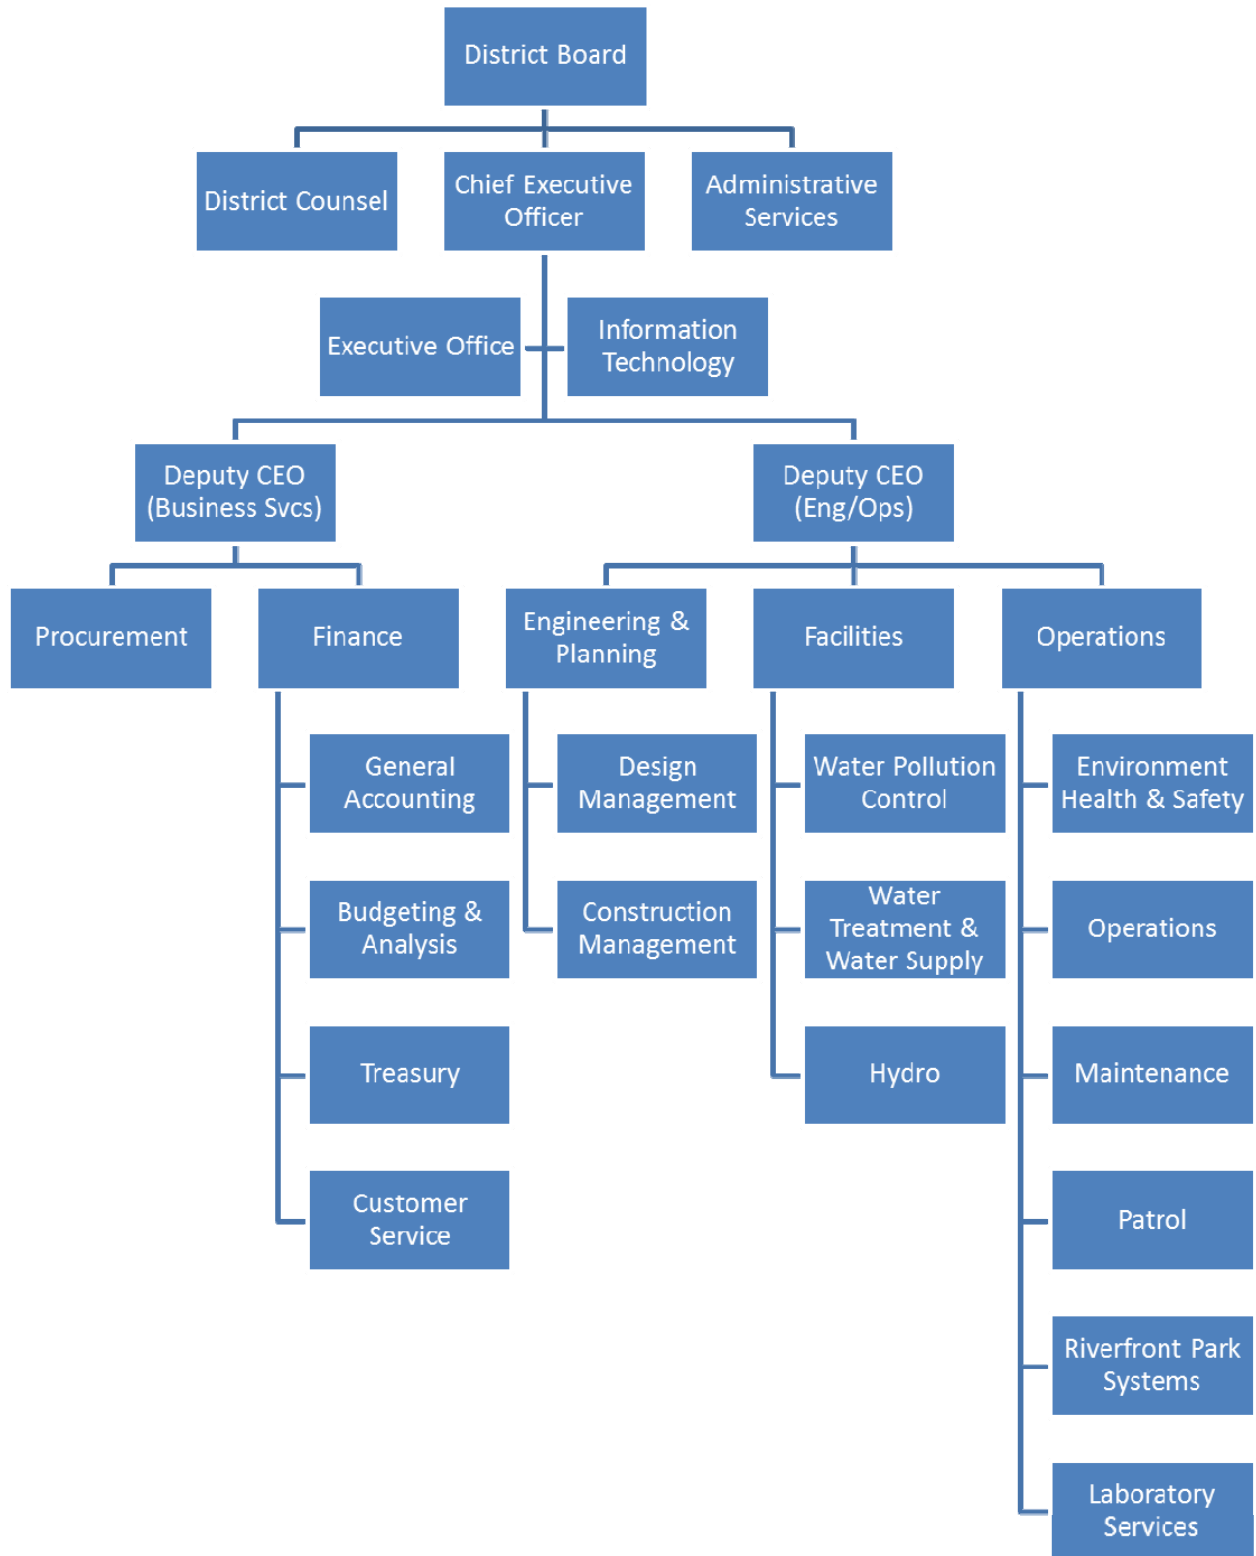 District Board
District Counsel
Chief Executive
Officer
Administrative
Services
Executive Office
Information
Technology
Deputy CEO
(Business Svcs)
Deputy CEO
(Eng/Ops)
Procurement
Finance
Engineering &
Planning
Facilities
Operations
General
Accounting
Design
Management
Water Pollution
Control
Environment
Health & Safety
Budgeting &
Analysis
Construction
Management
Water
Treatment &
Water Supply
Operations
Treasury
Hydro
Maintenance
Customer
Service
Patrol
Riverfront Park
Systems
Laboratory
Services